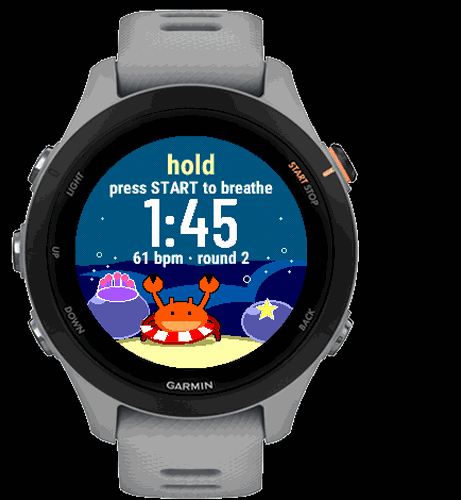 hold
press START to breathe
1:45
61 bpm · round 2
LIGHT
START STOP
UP
DOWN
BACK
GARMIN